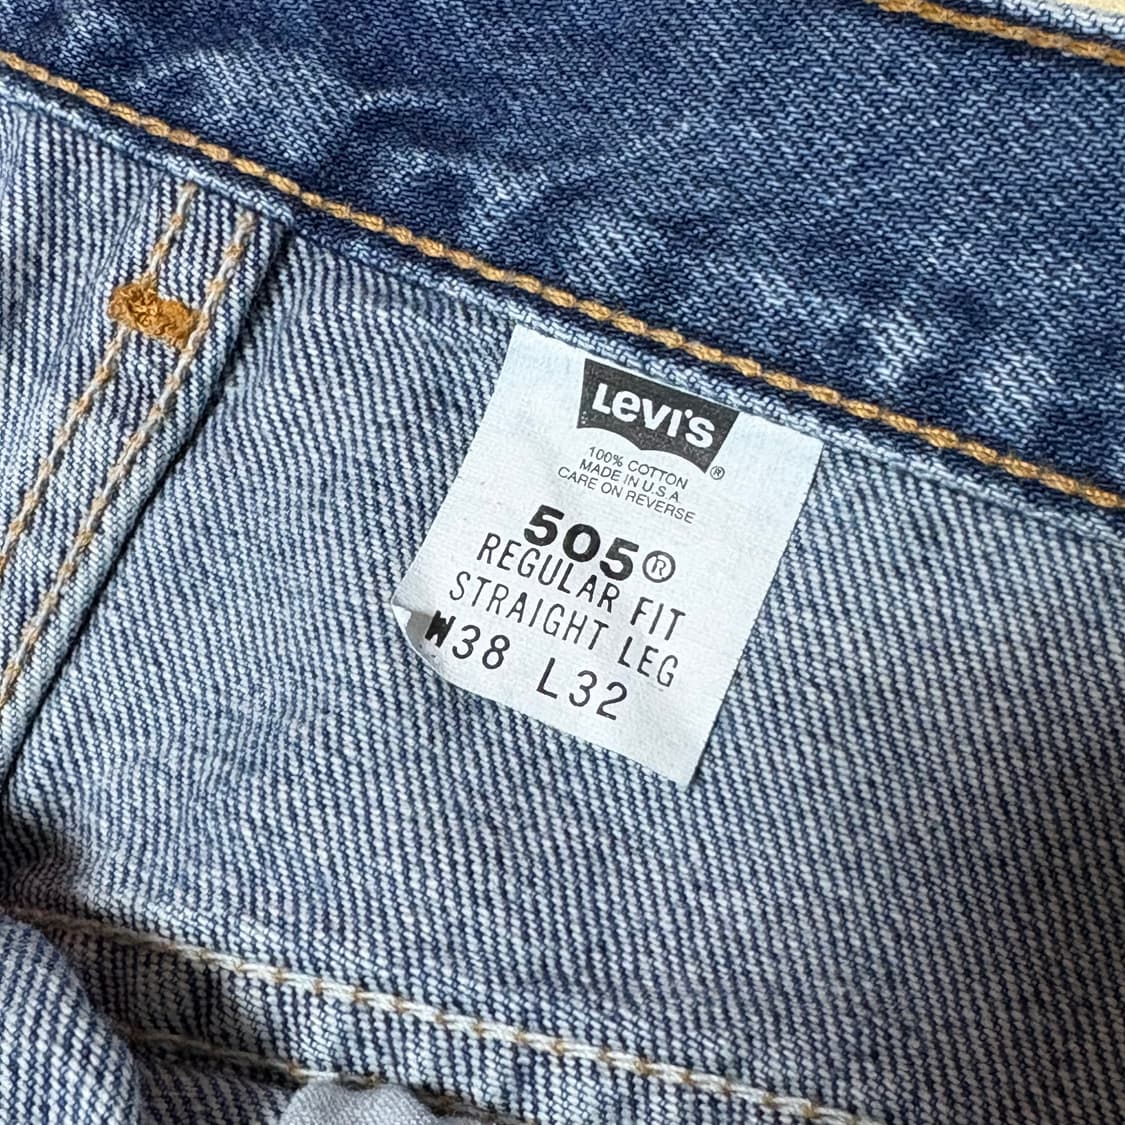 Levi's®
100% COTTON
MADE IN U.S.A.
CARE ON REVERSE
505®
REGULAR FIT
STRAIGHT LEG
W38 L32